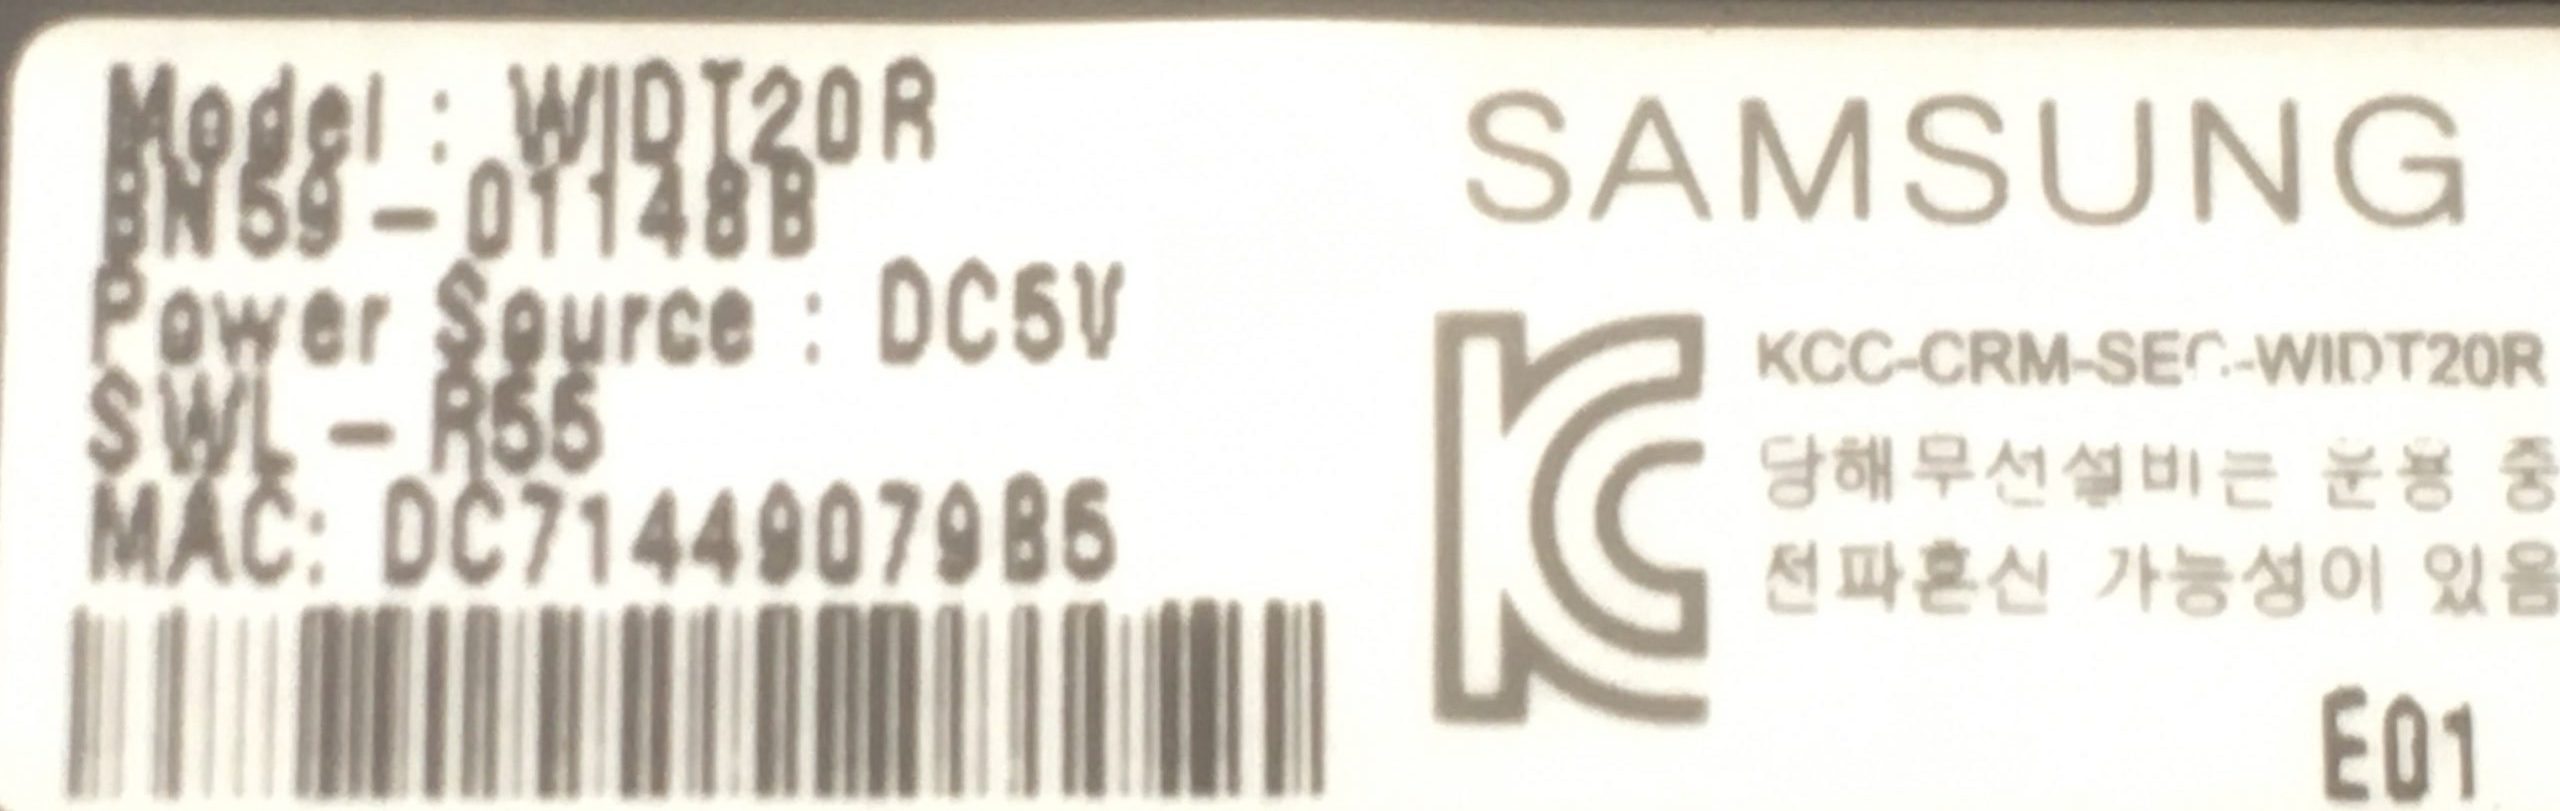 Model : WIDT20R
BN59-01148B
Power Source : DC5V
SWL-R55
MAC: DC71449079B6
SAMSUNG
KCC-CRM-SEC-WIDT20R
당해무선설비는 운용 중
전파혼신 가능성이 있음
E01